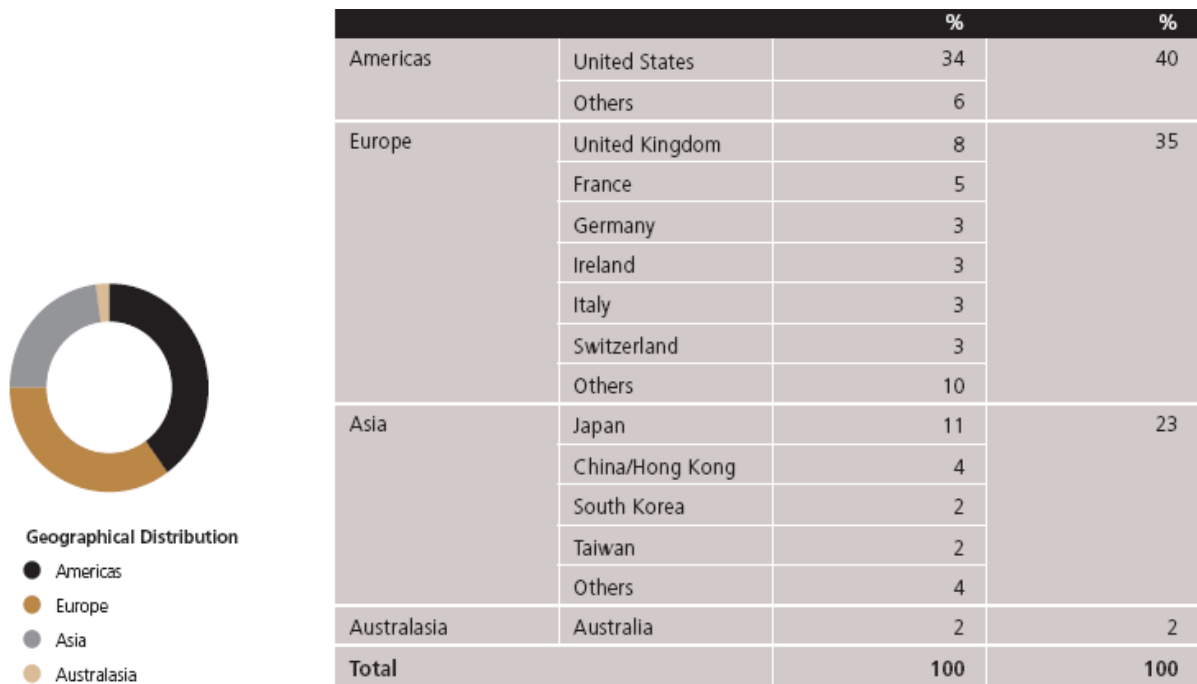 % %
Americas United States 34 40
Others 6
Europe United Kingdom 8 35
France 5
Germany 3
Ireland 3
Italy 3
Switzerland 3
Others 10
Asia Japan 11 23
China/Hong Kong 4
South Korea 2
Taiwan 2
Others 4
Australasia Australia 2 2
Total 100 100
Geographical Distribution
Americas
Europe
Asia
Australasia